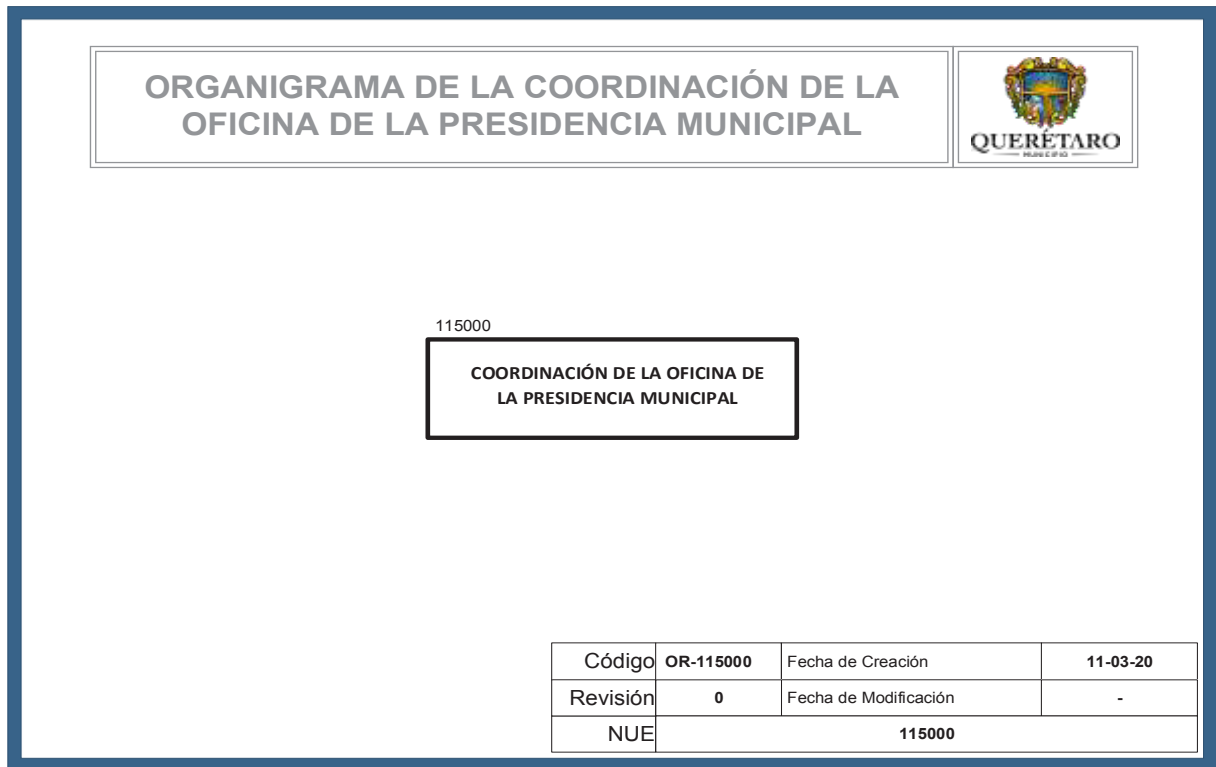 ORGANIGRAMA DE LA COORDINACIÓN DE LA
OFICINA DE LA PRESIDENCIA MUNICIPAL
QUERÉTARO
MUNICIPIO
115000
COORDINACIÓN DE LA OFICINA DE
LA PRESIDENCIA MUNICIPAL
Código OR-115000 Fecha de Creación 11-03-20
Revisión 0 Fecha de Modificación -
NUE 115000